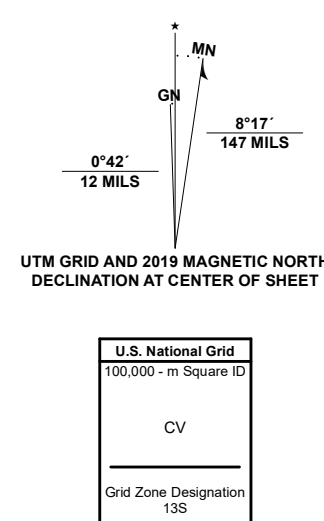 ★
MN
GN
8°17´
147 MILS
0°42´
12 MILS
UTM GRID AND 2019 MAGNETIC NORTH
DECLINATION AT CENTER OF SHEET
U.S. National Grid
100,000 - m Square ID
CV
Grid Zone Designation
13S